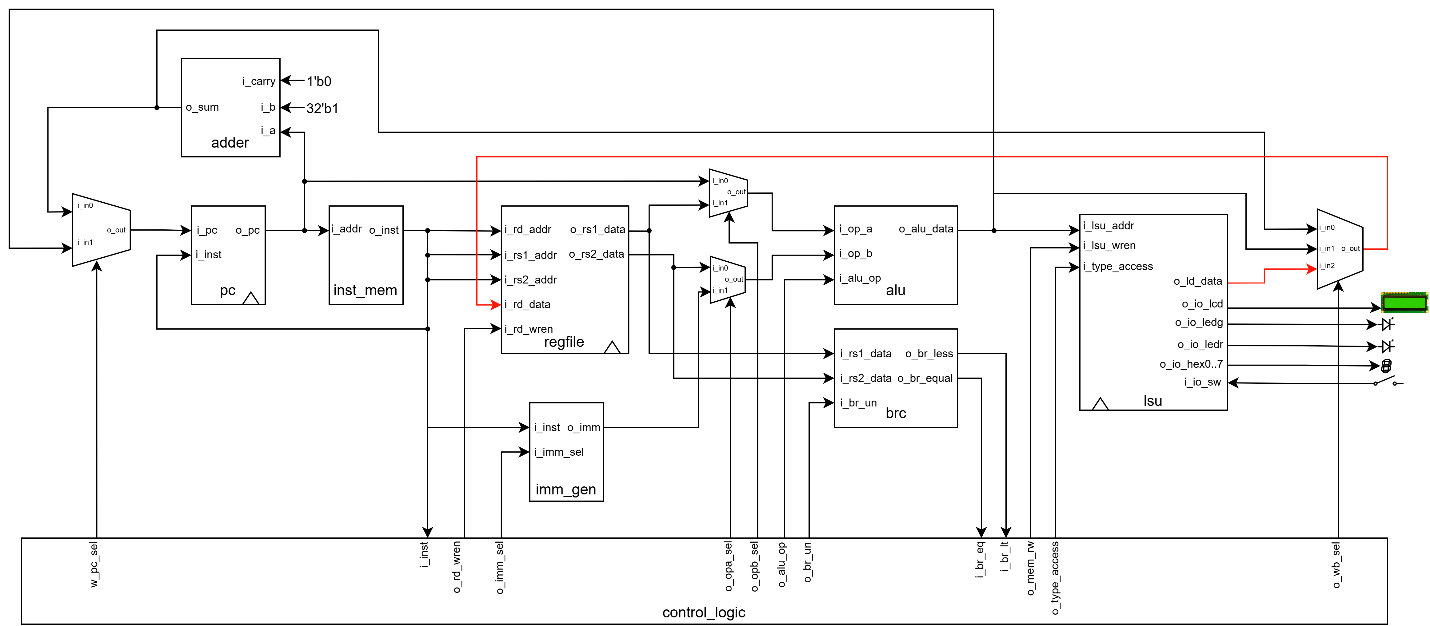 i_carry
1'b0
o_sum
i_b
32'b1
i_a
adder
i_in0
o_out
i_in1
i_pc
o_pc
i_inst
pc
i_addr
o_inst
inst_mem
i_rd_addr
o_rs1_data
i_rs1_addr
o_rs2_data
i_rs2_addr
i_rd_data
i_rd_wren
regfile
i_in0
o_out
i_in1
i_in0
o_out
i_in1
i_op_a
o_alu_data
i_op_b
i_alu_op
alu
i_rs1_data
o_br_less
i_rs2_data
o_br_equal
i_br_un
brc
i_inst
o_imm
i_imm_sel
imm_gen
i_lsu_addr
i_lsu_wren
i_type_access
o_ld_data
o_io_lcd
o_io_ledg
o_io_ledr
o_io_hex0..7
i_io_sw
lsu
i_in0
i_in1
o_out
i_in2
w_pc_sel
i_inst
o_rd_wren
o_imm_sel
o_opa_sel
o_opb_sel
o_alu_op
o_br_un
i_br_eq
i_br_lt
o_mem_rw
o_type_access
o_wb_sel
control_logic